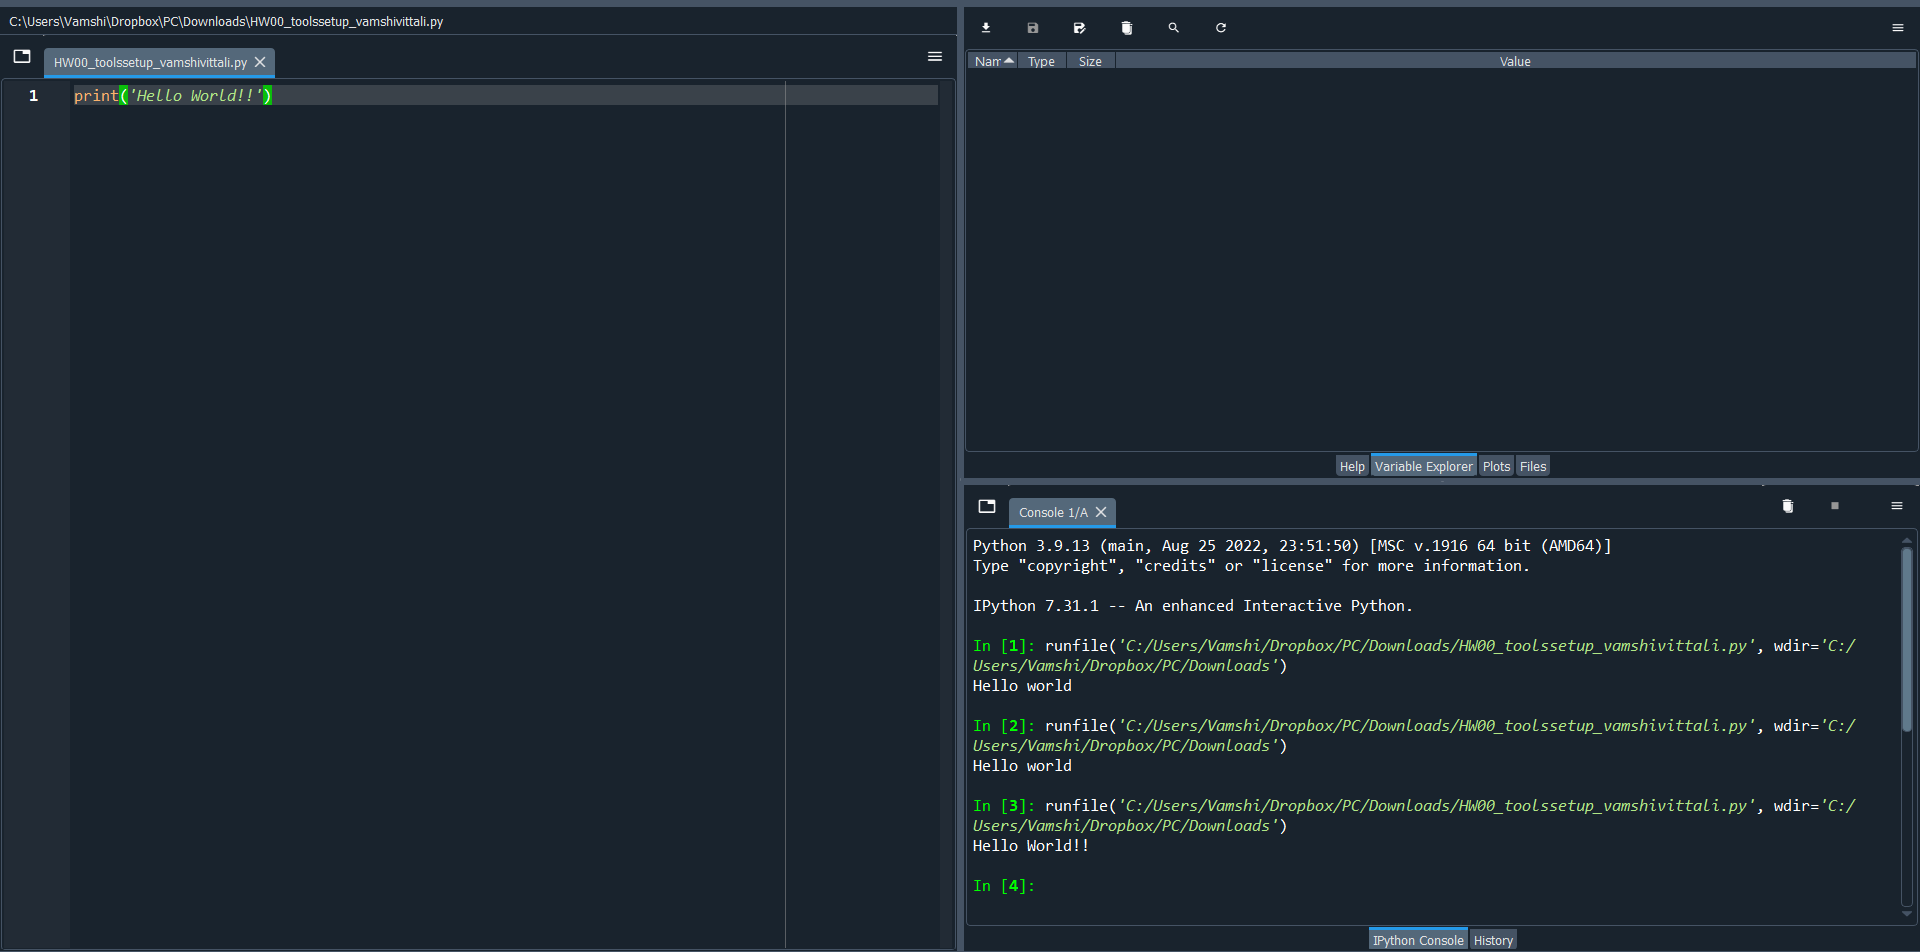 C:\Users\Vamshi\Dropbox\PC\Downloads\HW00_toolssetup_vamshivittali.py
HW00_toolssetup_vamshivittali.py
1 print('Hello World!!')
Nam Type Size Value
Help Variable Explorer Plots Files
Console 1/A
Python 3.9.13 (main, Aug 25 2022, 23:51:50) [MSC v.1916 64 bit (AMD64)]
Type "copyright", "credits" or "license" for more information.
IPython 7.31.1 -- An enhanced Interactive Python.
In [1]: runfile('C:/Users/Vamshi/Dropbox/PC/Downloads/HW00_toolssetup_vamshivittali.py', wdir='C:/
Users/Vamshi/Dropbox/PC/Downloads')
Hello world
In [2]: runfile('C:/Users/Vamshi/Dropbox/PC/Downloads/HW00_toolssetup_vamshivittali.py', wdir='C:/
Users/Vamshi/Dropbox/PC/Downloads')
Hello world
In [3]: runfile('C:/Users/Vamshi/Dropbox/PC/Downloads/HW00_toolssetup_vamshivittali.py', wdir='C:/
Users/Vamshi/Dropbox/PC/Downloads')
Hello World!!
In [4]:
IPython Console History